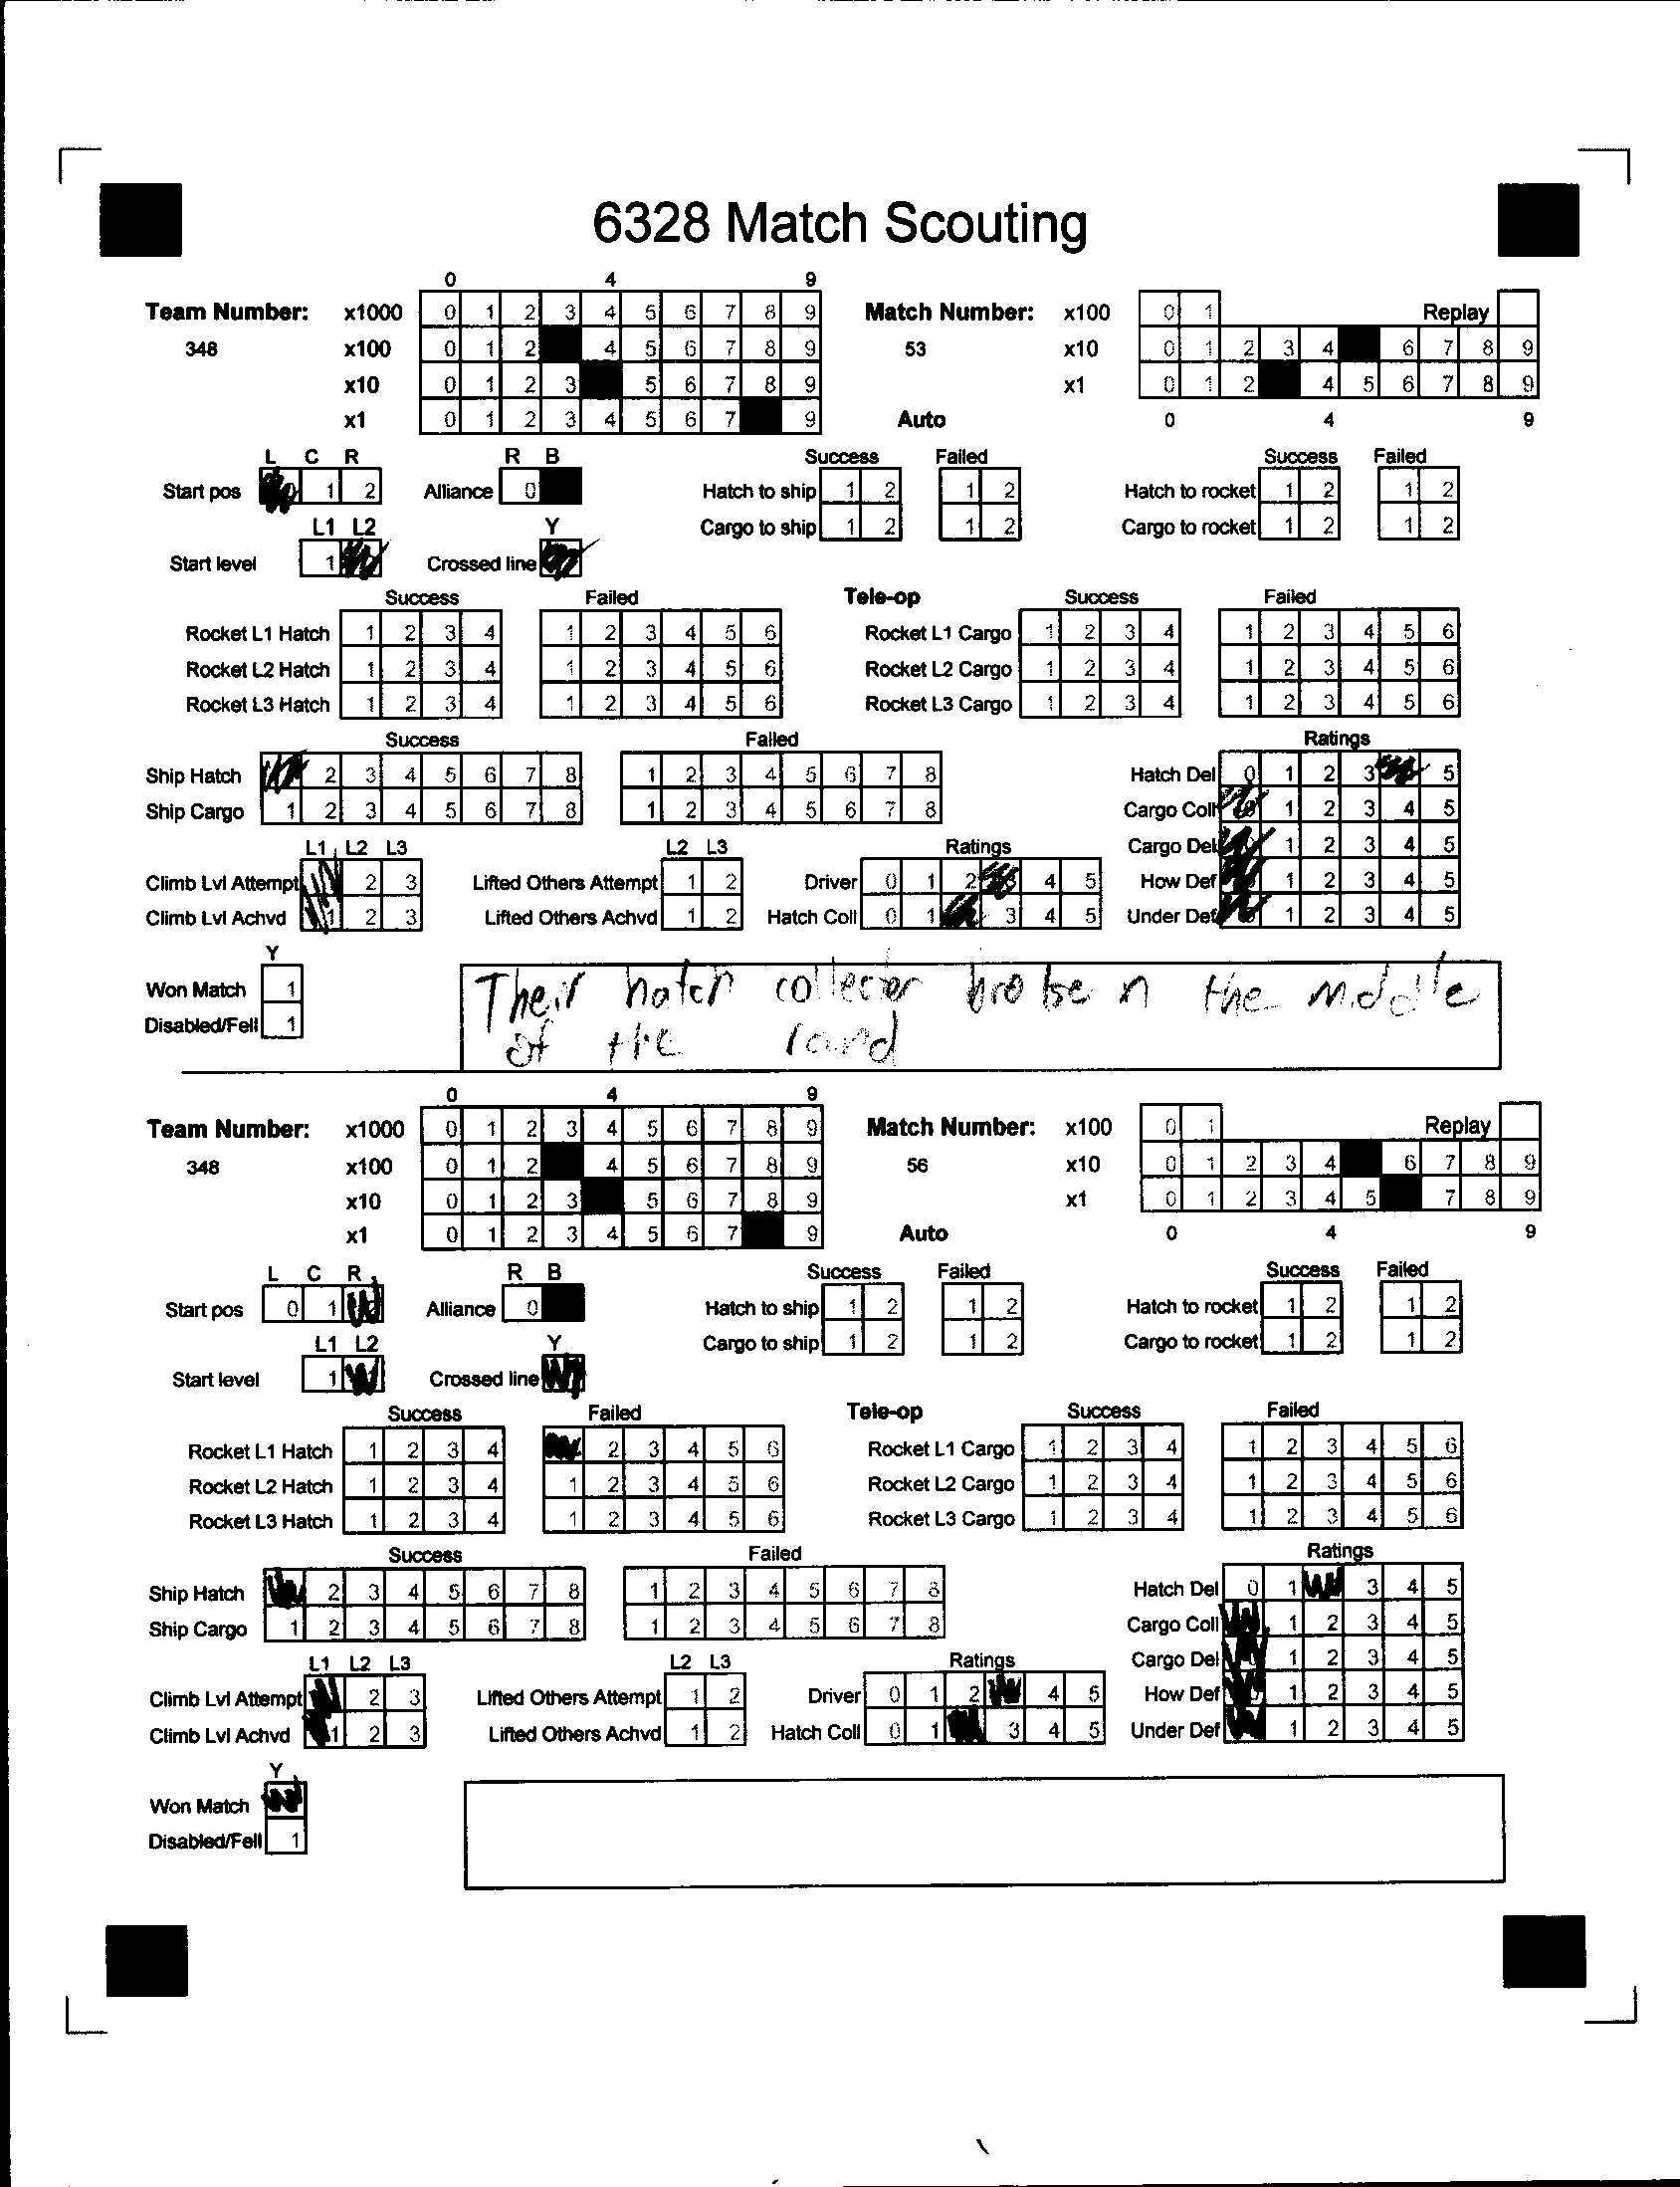 6328 Match Scouting
0 4 9
Team Number: x1000 0 1 2 3 4 5 6 7 8 9 Match Number: x100 0 1 Replay
348 x100 0 1 2 4 5 6 7 8 9 53 x10 0 1 2 3 4 6 7 8 9
x10 0 1 2 3 5 6 7 8 9 x1 0 1 2 4 5 6 7 8 9
x1 0 1 2 3 4 5 6 7 9 Auto 0 4 9
L C R R B Success Failed Success Failed
Start pos 0 1 2 Alliance 0 Hatch to ship 1 2 1 2 Hatch to rocket 1 2 1 2
L1 L2 Y Cargo to ship 1 2 1 2 Cargo to rocket 1 2 1 2
Start level 1 Crossed line
Success Failed Tele-op Success Failed
Rocket L1 Hatch 1 2 3 4 1 2 3 4 5 6 Rocket L1 Cargo 1 2 3 4 1 2 3 4 5 6
Rocket L2 Hatch 1 2 3 4 1 2 3 4 5 6 Rocket L2 Cargo 1 2 3 4 1 2 3 4 5 6
Rocket L3 Hatch 1 2 3 4 1 2 3 4 5 6 Rocket L3 Cargo 1 2 3 4 1 2 3 4 5 6
Success Failed Ratings
Ship Hatch 2 3 4 5 6 7 8 1 2 3 4 5 6 7 8 Hatch Del 0 1 2 3 5
Ship Cargo 1 2 3 4 5 6 7 8 1 2 3 4 5 6 7 8 Cargo Coll 1 2 3 4 5
L1 L2 L3 L2 L3 Ratings Cargo Del 1 2 3 4 5
Climb Lvl Attempt 2 3 Lifted Others Attempt 1 2 Driver 0 1 2 4 5 How Def 1 2 3 4 5
Climb Lvl Achvd 1 2 3 Lifted Others Achvd 1 2 Hatch Coll 0 1 3 4 5 Under Def 1 2 3 4 5
Y
Won Match 1 Their hatch collector broke n the middle
Disabled/Fell 1 of the round
0 4 9
Team Number: x1000 0 1 2 3 4 5 6 7 8 9 Match Number: x100 0 1 Replay
348 x100 0 1 2 4 5 6 7 8 9 56 x10 0 1 2 3 4 6 7 8 9
x10 0 1 2 3 5 6 7 8 9 x1 0 1 2 3 4 5 7 8 9
x1 0 1 2 3 4 5 6 7 9 Auto 0 4 9
L C R R B Success Failed Success Failed
Start pos 0 1 Alliance 0 Hatch to ship 1 2 1 2 Hatch to rocket 1 2 1 2
L1 L2 Y Cargo to ship 1 2 1 2 Cargo to rocket 1 2 1 2
Start level 1 Crossed line
Success Failed Tele-op Success Failed
Rocket L1 Hatch 1 2 3 4 2 3 4 5 6 Rocket L1 Cargo 1 2 3 4 1 2 3 4 5 6
Rocket L2 Hatch 1 2 3 4 1 2 3 4 5 6 Rocket L2 Cargo 1 2 3 4 1 2 3 4 5 6
Rocket L3 Hatch 1 2 3 4 1 2 3 4 5 6 Rocket L3 Cargo 1 2 3 4 1 2 3 4 5 6
Success Failed Ratings
Ship Hatch 2 3 4 5 6 7 8 1 2 3 4 5 6 7 8 Hatch Del 0 1 3 4 5
Ship Cargo 1 2 3 4 5 6 7 8 1 2 3 4 5 6 7 8 Cargo Coll 1 2 3 4 5
L1 L2 L3 L2 L3 Ratings Cargo Del 1 2 3 4 5
Climb Lvl Attempt 2 3 Lifted Others Attempt 1 2 Driver 0 1 2 4 5 How Def 1 2 3 4 5
Climb Lvl Achvd 1 2 3 Lifted Others Achvd 1 2 Hatch Coll 0 1 3 4 5 Under Def 1 2 3 4 5
Y
Won Match
Disabled/Fell 1